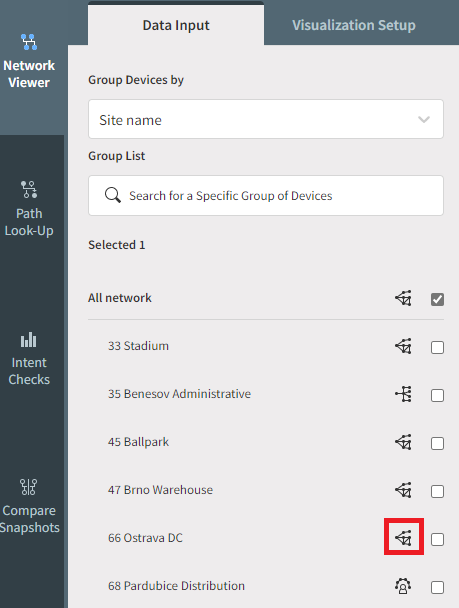 Data Input
Visualization Setup
Network
Viewer
Group Devices by
Site name
Group List
Search for a Specific Group of Devices
Path
Look-Up
Selected 1
All network
33 Stadium
Intent
Checks
35 Benesov Administrative
45 Ballpark
47 Brno Warehouse
Compare
Snapshots
66 Ostrava DC
68 Pardubice Distribution